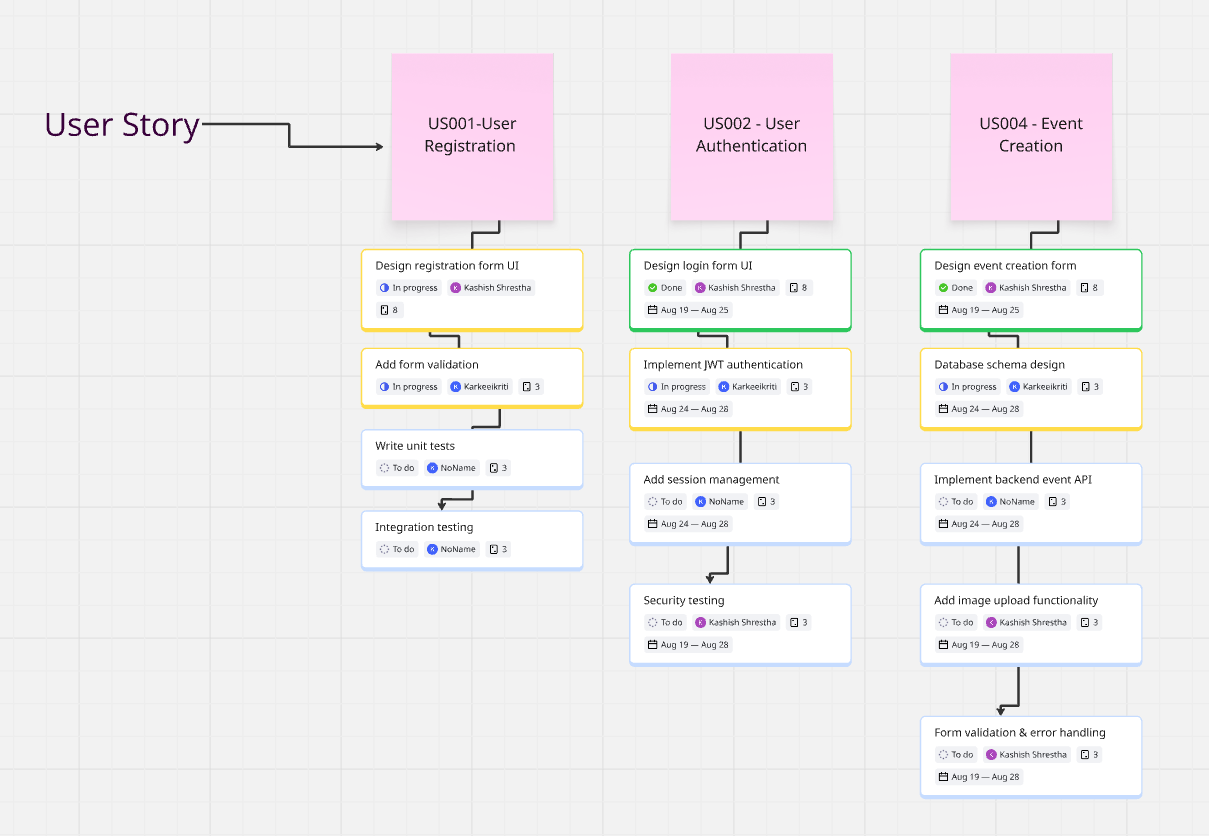 User Story
US001-User
Registration
US002 - User
Authentication
US004 - Event
Creation
Design registration form UI
In progress K Kashish Shrestha
8
Add form validation
In progress K Karkeeikriti 3
Write unit tests
To do K NoName 3
Integration testing
To do K NoName 3
Design login form UI
Done K Kashish Shrestha 8
Aug 19 — Aug 25
Implement JWT authentication
In progress K Karkeeikriti 3
Aug 24 — Aug 28
Add session management
To do K NoName 3
Aug 24 — Aug 28
Security testing
To do K Kashish Shrestha 3
Aug 19 — Aug 28
Design event creation form
Done K Kashish Shrestha 8
Aug 19 — Aug 25
Database schema design
In progress K Karkeeikriti 3
Aug 24 — Aug 28
Implement backend event API
To do K NoName 3
Aug 24 — Aug 28
Add image upload functionality
To do K Kashish Shrestha 3
Aug 19 — Aug 28
Form validation & error handling
To do K Kashish Shrestha 3
Aug 19 — Aug 28